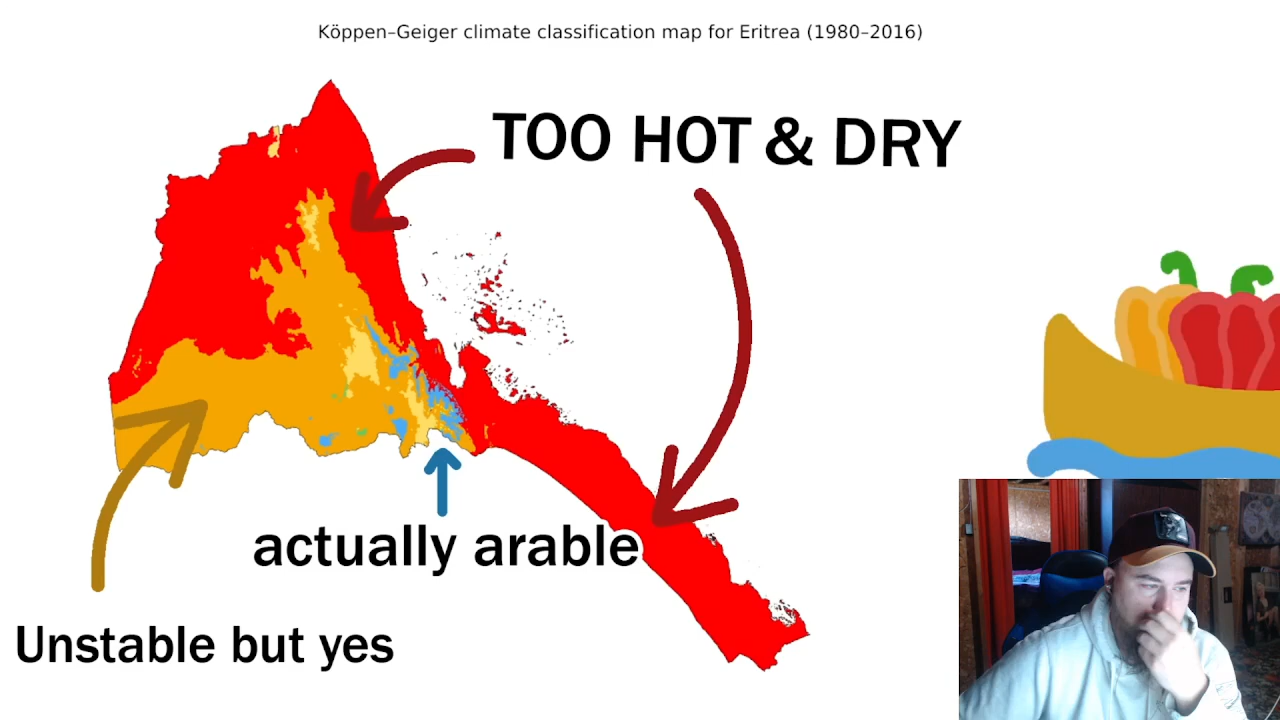 Köppen–Geiger climate classification map for Eritrea (1980–2016)
TOO HOT & DRY
actually arable
Unstable but yes